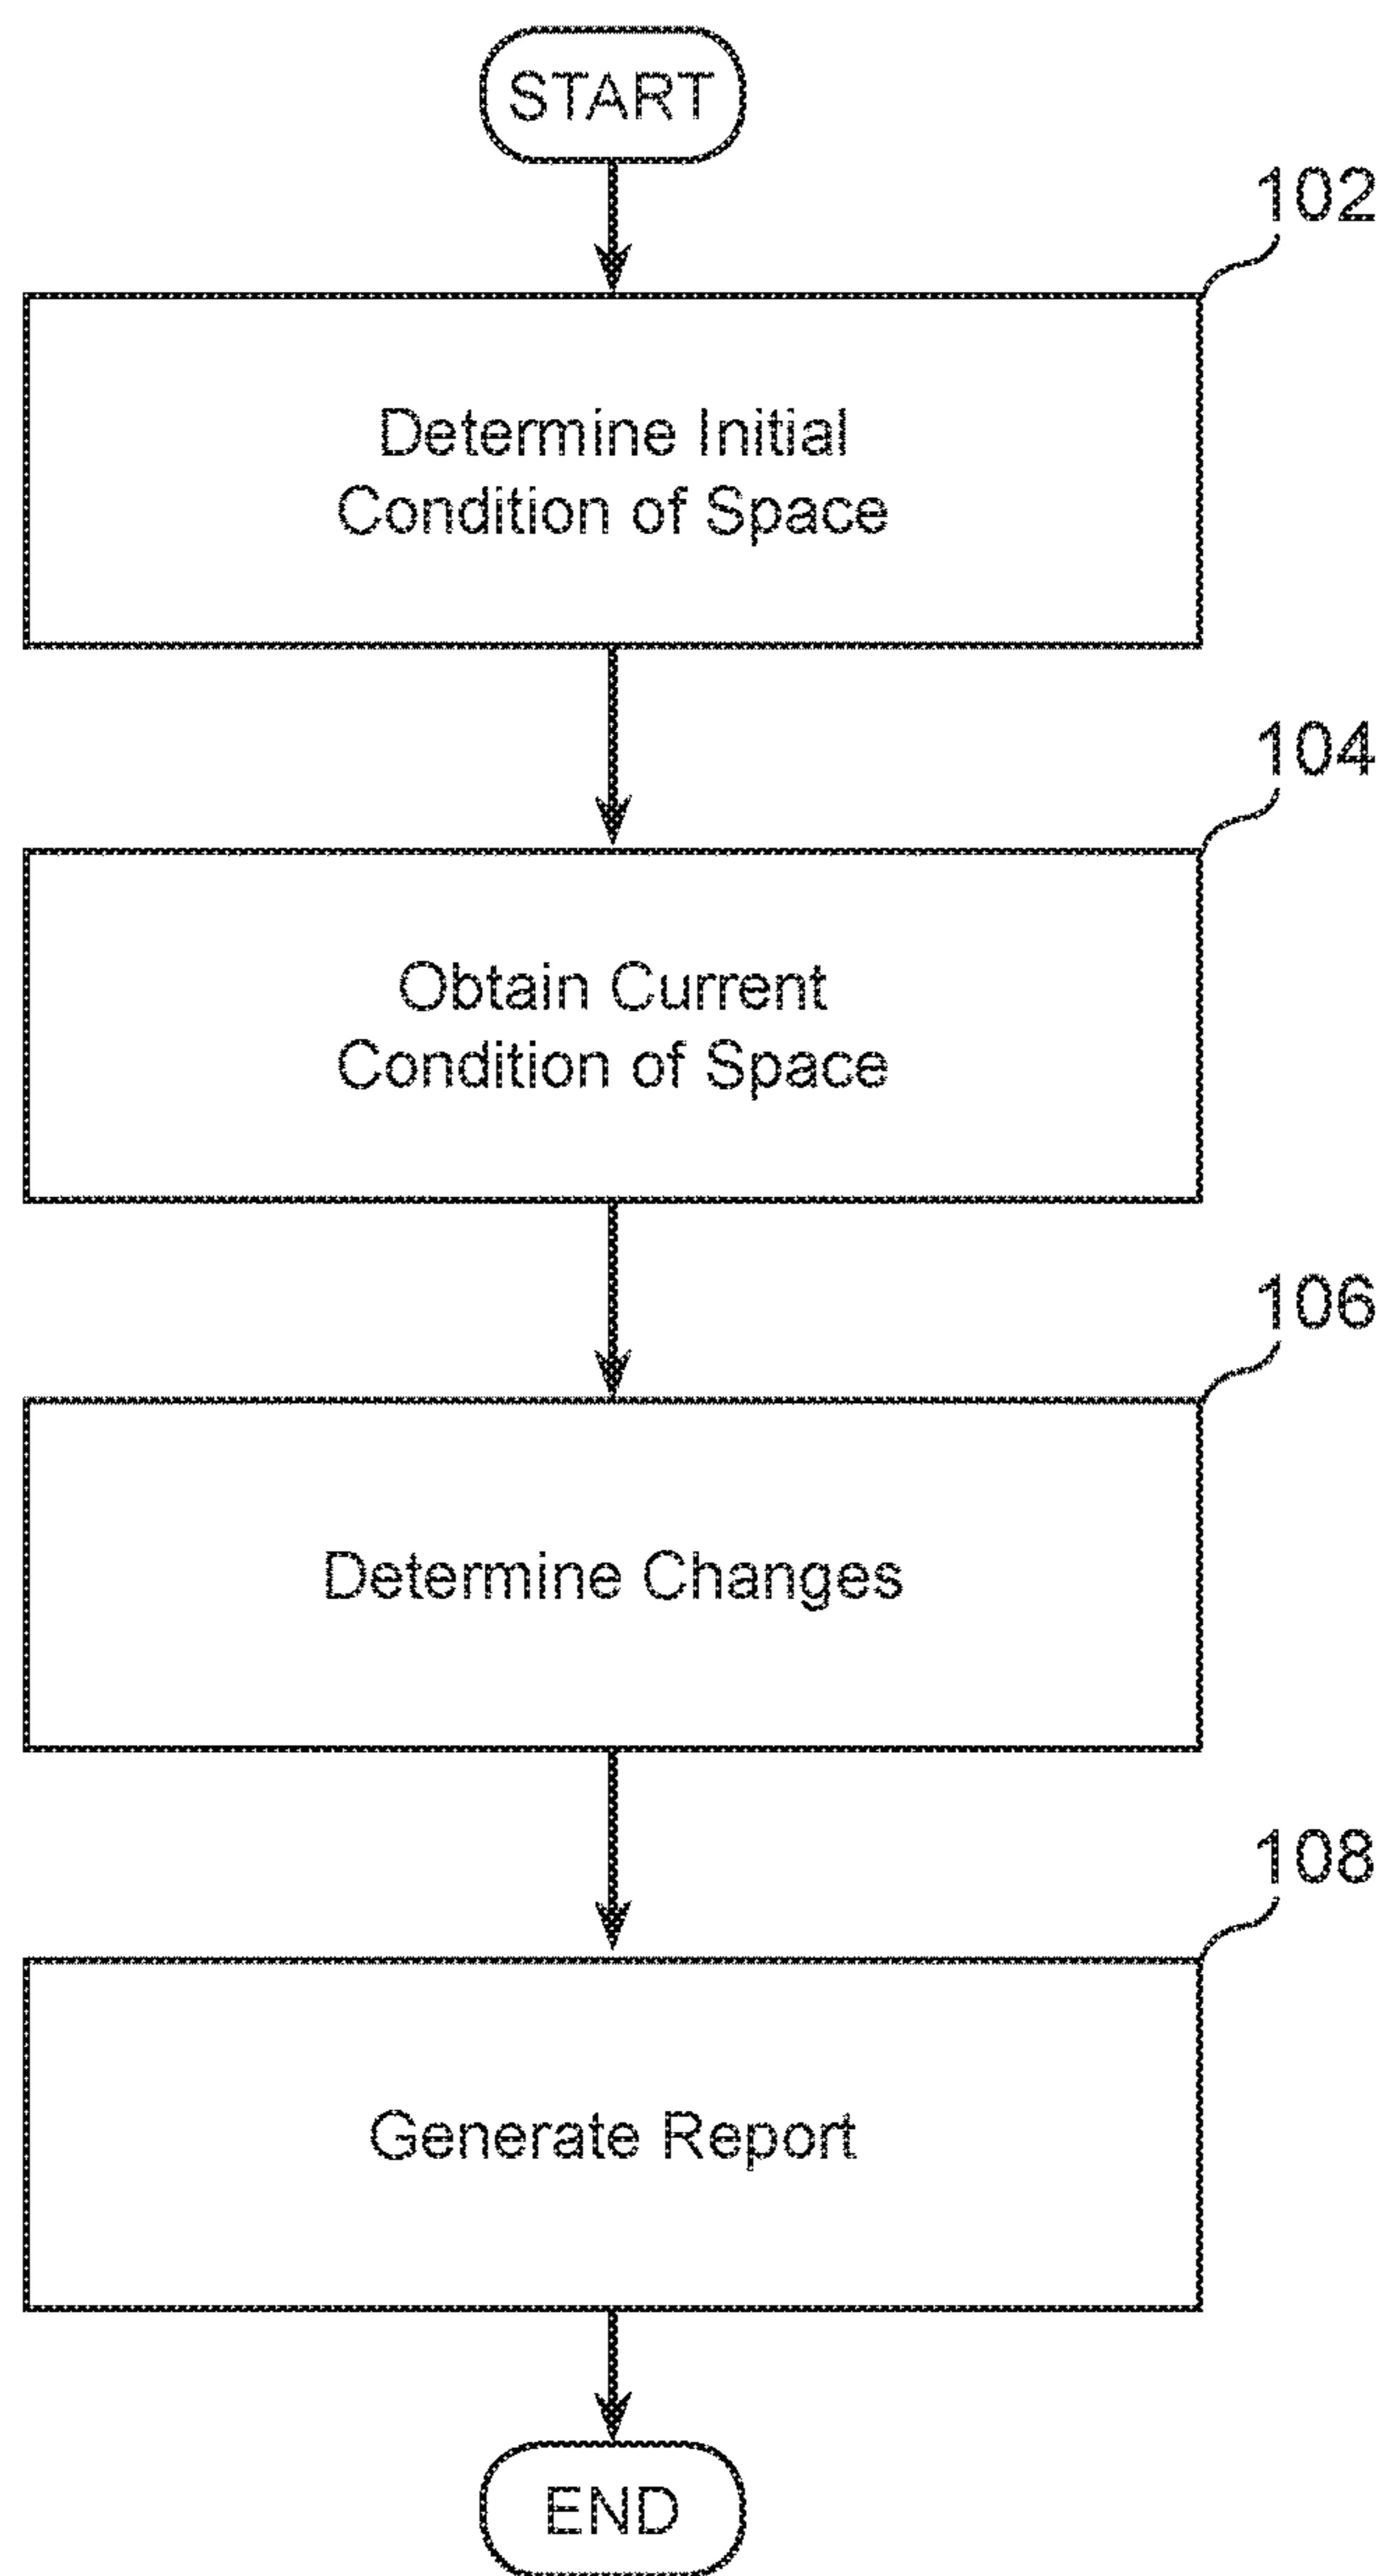 START
102
Determine Initial
Condition of Space
104
Obtain Current
Condition of Space
106
Determine Changes
108
Generate Report
END